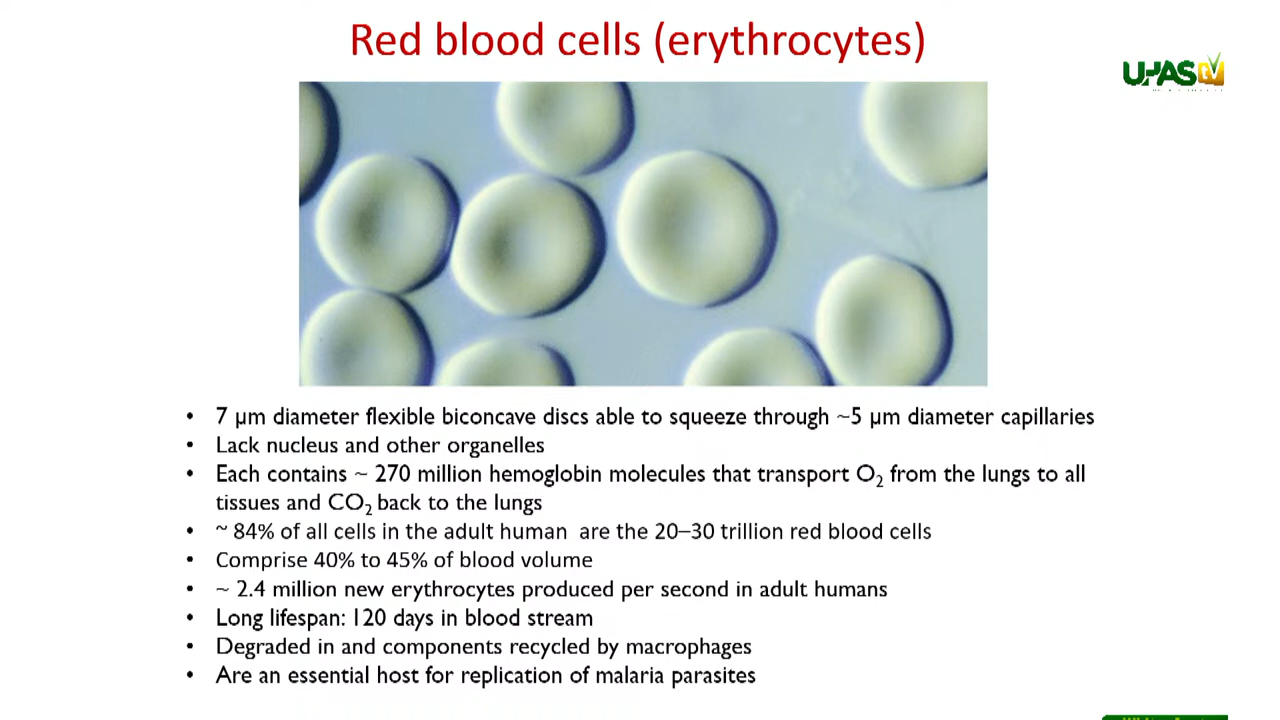 Red blood cells (erythrocytes)
UHAS TV
• 7 µm diameter flexible biconcave discs able to squeeze through ~5 µm diameter capillaries
• Lack nucleus and other organelles
• Each contains ~ 270 million hemoglobin molecules that transport O₂ from the lungs to all
tissues and CO₂ back to the lungs
• ~ 84% of all cells in the adult human are the 20–30 trillion red blood cells
• Comprise 40% to 45% of blood volume
• ~ 2.4 million new erythrocytes produced per second in adult humans
• Long lifespan: 120 days in blood stream
• Degraded in and components recycled by macrophages
• Are an essential host for replication of malaria parasites